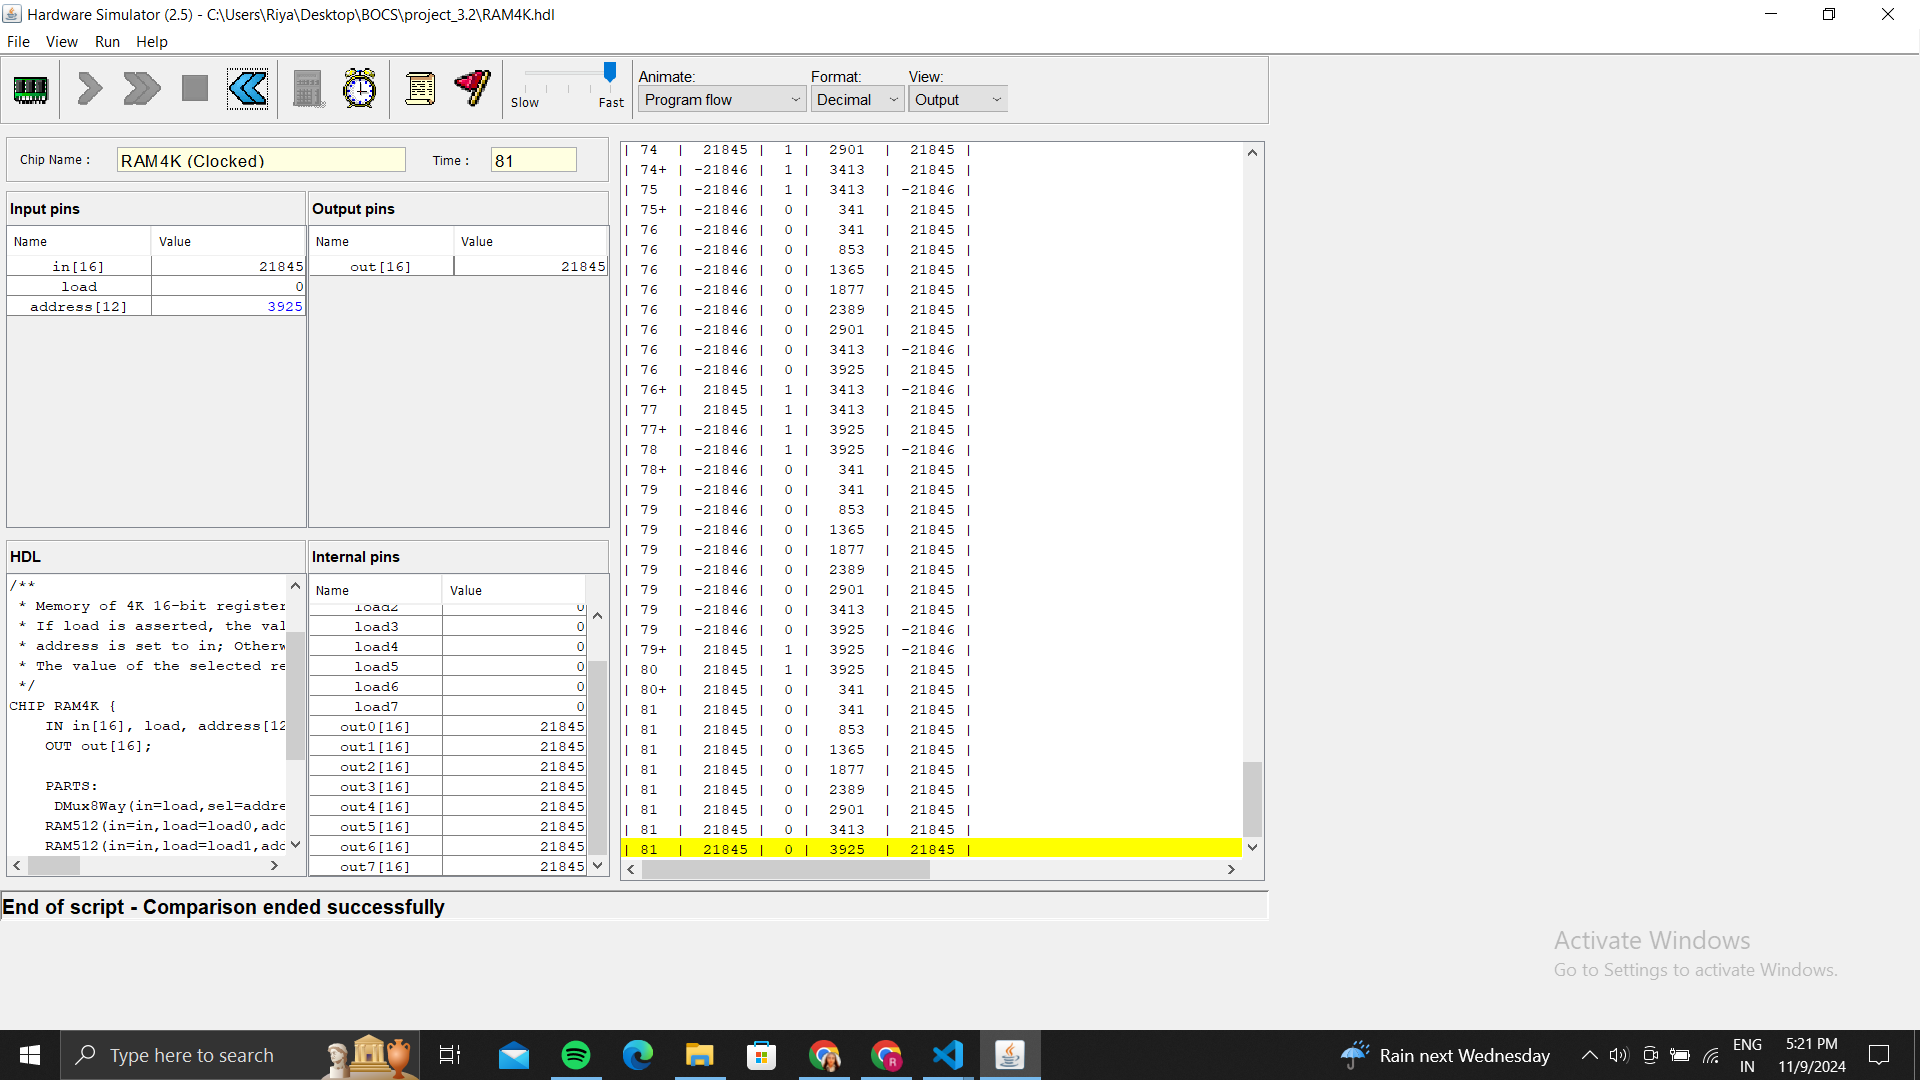 Hardware Simulator (2.5) - C:\Users\Riya\Desktop\BOCS\project_3.2\RAM4K.hdl
File View Run Help
Slow Fast
Animate: Format: View:
Program flow Decimal Output
Chip Name : RAM4K (Clocked) Time : 81
Input pins
Name Value
in[16] 21845
load 0
address[12] 3925
Output pins
Name Value
out[16] 21845
HDL
/**
* Memory of 4K 16-bit register
* If load is asserted, the val
* address is set to in; Otherw
* The value of the selected re
*/
CHIP RAM4K {
IN in[16], load, address[12
OUT out[16];
PARTS:
DMux8Way(in=load,sel=addre
RAM512(in=in,load=load0,add
RAM512(in=in,load=load1,add
Internal pins
Name Value
load2 0
load3 0
load4 0
load5 0
load6 0
load7 0
out0[16] 21845
out1[16] 21845
out2[16] 21845
out3[16] 21845
out4[16] 21845
out5[16] 21845
out6[16] 21845
out7[16] 21845
| 74 | 21845 | 1 | 2901 | 21845 |
| 74+ | -21846 | 1 | 3413 | 21845 |
| 75 | -21846 | 1 | 3413 | -21846 |
| 75+ | -21846 | 0 | 341 | 21845 |
| 76 | -21846 | 0 | 341 | 21845 |
| 76 | -21846 | 0 | 853 | 21845 |
| 76 | -21846 | 0 | 1365 | 21845 |
| 76 | -21846 | 0 | 1877 | 21845 |
| 76 | -21846 | 0 | 2389 | 21845 |
| 76 | -21846 | 0 | 2901 | 21845 |
| 76 | -21846 | 0 | 3413 | -21846 |
| 76 | -21846 | 0 | 3925 | 21845 |
| 76+ | 21845 | 1 | 3413 | -21846 |
| 77 | 21845 | 1 | 3413 | 21845 |
| 77+ | -21846 | 1 | 3925 | 21845 |
| 78 | -21846 | 1 | 3925 | -21846 |
| 78+ | -21846 | 0 | 341 | 21845 |
| 79 | -21846 | 0 | 341 | 21845 |
| 79 | -21846 | 0 | 853 | 21845 |
| 79 | -21846 | 0 | 1365 | 21845 |
| 79 | -21846 | 0 | 1877 | 21845 |
| 79 | -21846 | 0 | 2389 | 21845 |
| 79 | -21846 | 0 | 2901 | 21845 |
| 79 | -21846 | 0 | 3413 | 21845 |
| 79 | -21846 | 0 | 3925 | -21846 |
| 79+ | 21845 | 1 | 3925 | -21846 |
| 80 | 21845 | 1 | 3925 | 21845 |
| 80+ | 21845 | 0 | 341 | 21845 |
| 81 | 21845 | 0 | 341 | 21845 |
| 81 | 21845 | 0 | 853 | 21845 |
| 81 | 21845 | 0 | 1365 | 21845 |
| 81 | 21845 | 0 | 1877 | 21845 |
| 81 | 21845 | 0 | 2389 | 21845 |
| 81 | 21845 | 0 | 2901 | 21845 |
| 81 | 21845 | 0 | 3413 | 21845 |
| 81 | 21845 | 0 | 3925 | 21845 |
End of script - Comparison ended successfully
Activate Windows
Go to Settings to activate Windows.
Type here to search
R
Rain next Wednesday
ENG
IN
5:21 PM
11/9/2024